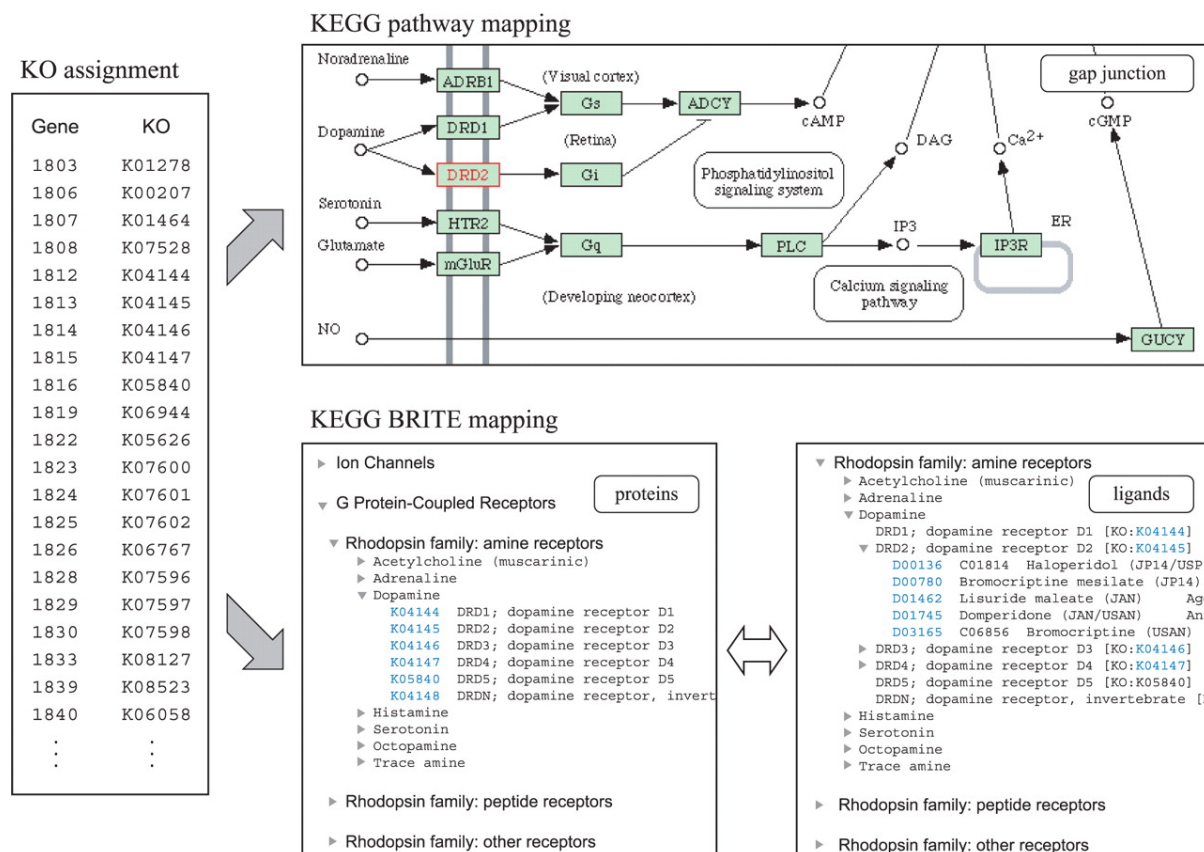 KO assignment
Gene KO
1803 K01278
1806 K00207
1807 K01464
1808 K07528
1812 K04144
1813 K04145
1814 K04146
1815 K04147
1816 K05840
1819 K06944
1822 K05626
1823 K07600
1824 K07601
1825 K07602
1826 K06767
1828 K07596
1829 K07597
1830 K07598
1833 K08127
1839 K08523
1840 K06058
KEGG pathway mapping
Noradrenaline
ADRB1
(Visual cortex)
Gs
ADCY
cAMP
gap junction
cGMP
Dopamine
DRD1
(Retina)
DAG
Ca2+
DRD2
Gi
Phosphatidylinositol
signaling system
Serotonin
HTR2
Glutamate
mGluR
Gq
PLC
IP3
IP3R
ER
(Developing neocortex)
Calcium signaling
pathway
NO
GUCY
KEGG BRITE mapping
Ion Channels
proteins
G Protein-Coupled Receptors
Rhodopsin family: amine receptors
Acetylcholine (muscarinic)
Adrenaline
Dopamine
K04144 DRD1; dopamine receptor D1
K04145 DRD2; dopamine receptor D2
K04146 DRD3; dopamine receptor D3
K04147 DRD4; dopamine receptor D4
K05840 DRD5; dopamine receptor D5
K04148 DRDN; dopamine receptor, invert
Histamine
Serotonin
Octopamine
Trace amine
Rhodopsin family: peptide receptors
Rhodopsin family: other receptors
Rhodopsin family: amine receptors
Acetylcholine (muscarinic)
ligands
Adrenaline
Dopamine
DRD1; dopamine receptor D1 [KO:K04144]
DRD2; dopamine receptor D2 [KO:K04145]
D00136 C01814 Haloperidol (JP14/USP
D00780 Bromocriptine mesilate (JP14)
D01462 Lisuride maleate (JAN) Ag
D01745 Domperidone (JAN/USAN) An
D03165 C06856 Bromocriptine (USAN)
DRD3; dopamine receptor D3 [KO:K04146]
DRD4; dopamine receptor D4 [KO:K04147]
DRD5; dopamine receptor D5 [KO:K05840]
DRDN; dopamine receptor, invertebrate [
Histamine
Serotonin
Octopamine
Trace amine
Rhodopsin family: peptide receptors
Rhodopsin family: other receptors